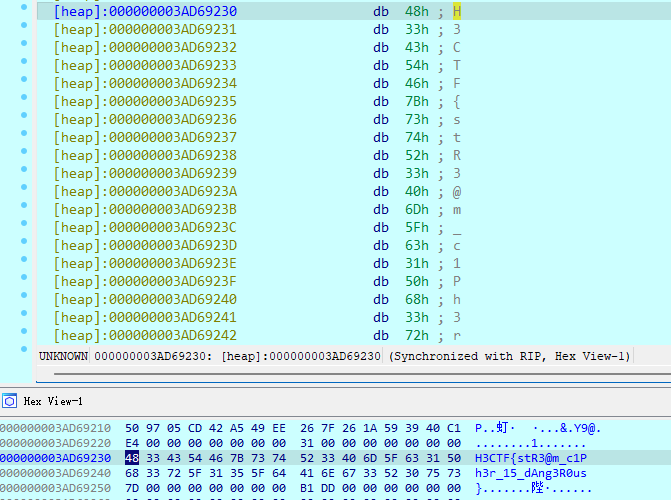 [heap]:000000003AD69230 db 48h ; H
[heap]:000000003AD69231 db 33h ; 3
[heap]:000000003AD69232 db 43h ; C
[heap]:000000003AD69233 db 54h ; T
[heap]:000000003AD69234 db 46h ; F
[heap]:000000003AD69235 db 7Bh ; {
[heap]:000000003AD69236 db 73h ; s
[heap]:000000003AD69237 db 74h ; t
[heap]:000000003AD69238 db 52h ; R
[heap]:000000003AD69239 db 33h ; 3
[heap]:000000003AD6923A db 40h ; @
[heap]:000000003AD6923B db 6Dh ; m
[heap]:000000003AD6923C db 5Fh ; _
[heap]:000000003AD6923D db 63h ; c
[heap]:000000003AD6923E db 31h ; 1
[heap]:000000003AD6923F db 50h ; P
[heap]:000000003AD69240 db 68h ; h
[heap]:000000003AD69241 db 33h ; 3
[heap]:000000003AD69242 db 72h ; r
UNKNOWN 000000003AD69230: [heap]:000000003AD69230 (Synchronized with RIP, Hex View-1)
Hex View-1
000000003AD69210 50 97 05 CD 42 A5 49 EE 26 7F 26 1A 59 39 40 C1 P..虰· ·...&.Y9@.
000000003AD69220 E4 00 00 00 00 00 00 00 31 00 00 00 00 00 00 00 ........1.......
000000003AD69230 48 33 43 54 46 7B 73 74 52 33 40 6D 5F 63 31 50 H3CTF{stR3@m_c1P
000000003AD69240 68 33 72 5F 31 35 5F 64 41 6E 67 33 52 30 75 73 h3r_15_dAng3R0us
000000003AD69250 7D 00 00 00 00 00 00 00 B1 DD 00 00 00 00 00 00 }.......陛·......